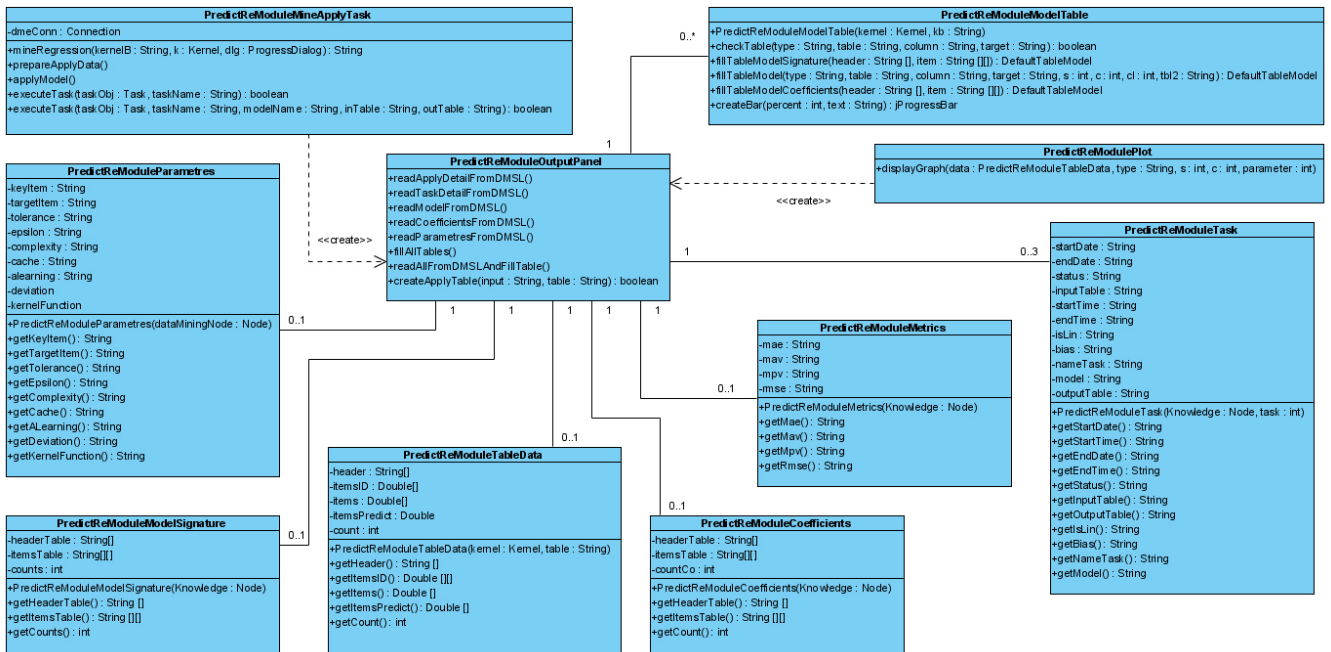 PredictReModuleMineApplyTask
-dmeConn : Connection
+mineRegression(kernelB : String, k : Kernel, dlg : ProgressDialog) : String
+prepareApplyData()
+applyModel()
+executeTask(taskObj : Task, taskName : String) : boolean
+executeTask(taskObj : Task, taskName : String, modelName : String, inTable : String, outTable : String) : boolean
PredictReModuleModelTable
+PredictReModuleModelTable(kernel : Kernel, kb : String)
+checkTable(type : String, table : String, column : String, target : String) : boolean
+fillTableModelSignature(header : String [], item : String [][]) : DefaultTableModel
+fillTableModel(type : String, table : String, column : String, target : String, s : int, c : int, cl : int, tbl2 : String) : DefaultTableModel
+fillTableModelCoefficients(header : String [], item : String [][]) : DefaultTableModel
+createBar(percent : int, text : String) : jProgressBar
0..*
1
PredictReModuleOutputPanel
+readApplyDetailFromDMSL()
+readTaskDetailFromDMSL()
+readModelFromDMSL()
+readCoefficientsFromDMSL()
+readParametresFromDMSL()
+fillAllTables()
+readAllFromDMSLAndFillTable()
+createApplyTable(input : String, table : String) : boolean
PredictReModulePlot
+displayGraph(data : PredictReModuleTableData, type : String, s : int, c : int, parameter : int)
<<create>>
<<create>>
PredictReModuleParametres
-keyItem : String
-targetItem : String
-tolerance : String
-epsilon : String
-complexity : String
-cache : String
-alearning : String
-deviation
-kernelFunction
+PredictReModuleParametres(dataMiningNode : Node)
+getKeyItem() : String
+getTargetItem() : String
+getTolerance() : String
+getEpsilon() : String
+getComplexity() : String
+getCache() : String
+getALearning() : String
+getDeviation() : String
+getKernelFunction() : String
1
0..3
PredictReModuleTask
-startDate : String
-endDate : String
-status : String
-inputTable : String
-startTime : String
-endTime : String
-isLin : String
-bias : String
-nameTask : String
-model : String
-outputTable : String
+PredictReModuleTask(Knowledge : Node, task : int)
+getStartDate() : String
+getStartTime() : String
+getEndDate() : String
+getEndTime() : String
+getStatus() : String
+getInputTable() : String
+getOutputTable() : String
+getIsLin() : String
+getBias() : String
+getNameTask() : String
+getModel() : String
0..1
1
1
1
1
1
PredictReModuleMetrics
-mae : String
-mav : String
-mpv : String
-rmse : String
+PredictReModuleMetrics(Knowledge : Node)
+getMae() : String
+getMav() : String
+getMpv() : String
+getRmse() : String
0..1
0..1
PredictReModuleTableData
-header : String[]
-itemsID : Double[]
-items : Double[]
-itemsPredict : Double
-count : int
+PredictReModuleTableData(kernel : Kernel, table : String)
+getHeader() : String []
+getItemsID() : Double [][]
+getItems() : Double []
+getItemsPredict() : Double []
+getCount() : int
PredictReModuleModelSignature
-headerTable : String[]
-itemsTable : String[][]
-counts : int
+PredictReModuleModelSignature(Knowledge : Node)
+getHeaderTable() : String []
+getItemsTable() : String [][]
+getCounts() : int
0..1
0..1
PredictReModuleCoefficients
-headerTable : String[]
-itemsTable : String[][]
-countCo : int
+PredictReModuleCoefficients(Knowledge : Node)
+getHeaderTable() : String []
+getItemsTable() : String [][]
+getCount() : int